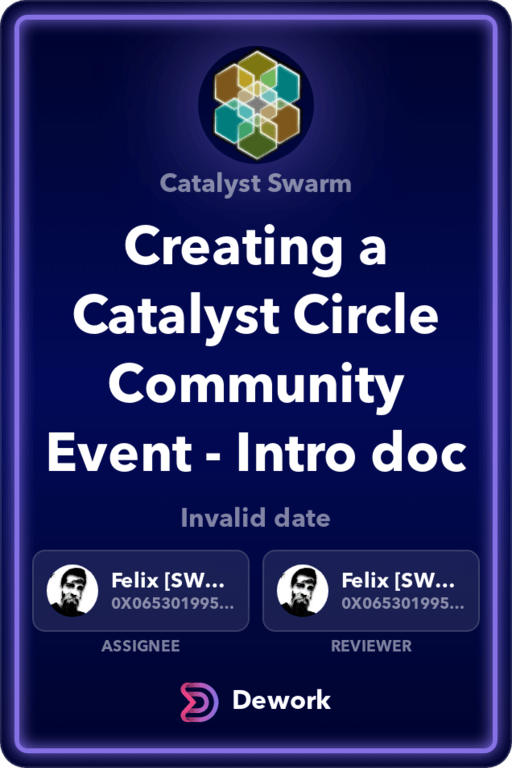 Catalyst Swarm
Creating a
Catalyst Circle
Community
Event - Intro doc
Invalid date
Felix [SW...
0X065301995...
Felix [SW...
0X065301995...
ASSIGNEE
REVIEWER
Dework